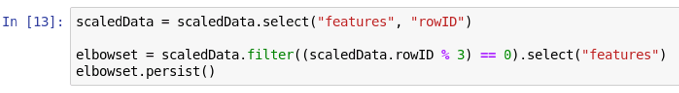 In [13]: scaledData = scaledData.select("features", "rowID")
elbowset = scaledData.filter((scaledData.rowID % 3) == 0).select("features")
elbowset.persist()